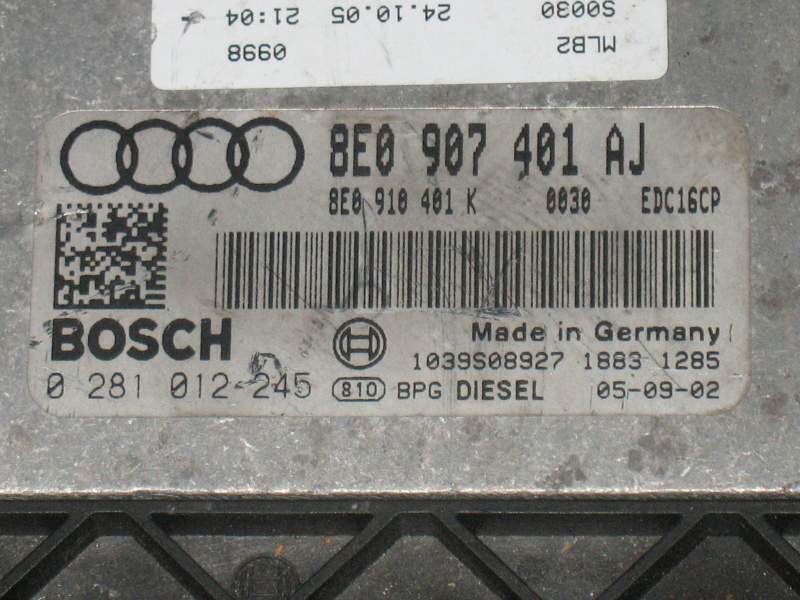 S0030 24.10.05 21:04
MLB2 0998
8E0 907 401 AJ
8E0 910 401 K 0030 EDC16CP
BOSCH
Made in Germany
1039S08927 1883 1285
0 281 012 245 810 BPG DIESEL 05-09-02